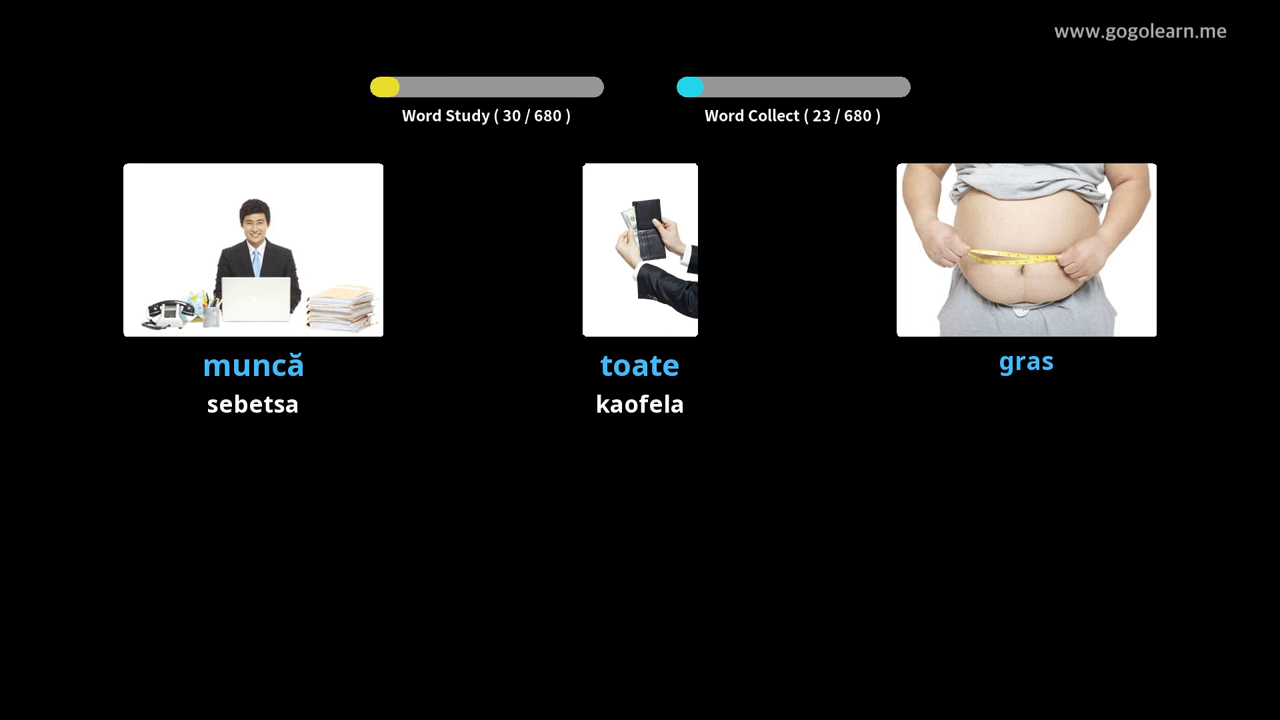 www.gogolearn.me
Word Study ( 30 / 680 )
Word Collect ( 23 / 680 )
muncă
sebetsa
toate
kaofela
gras